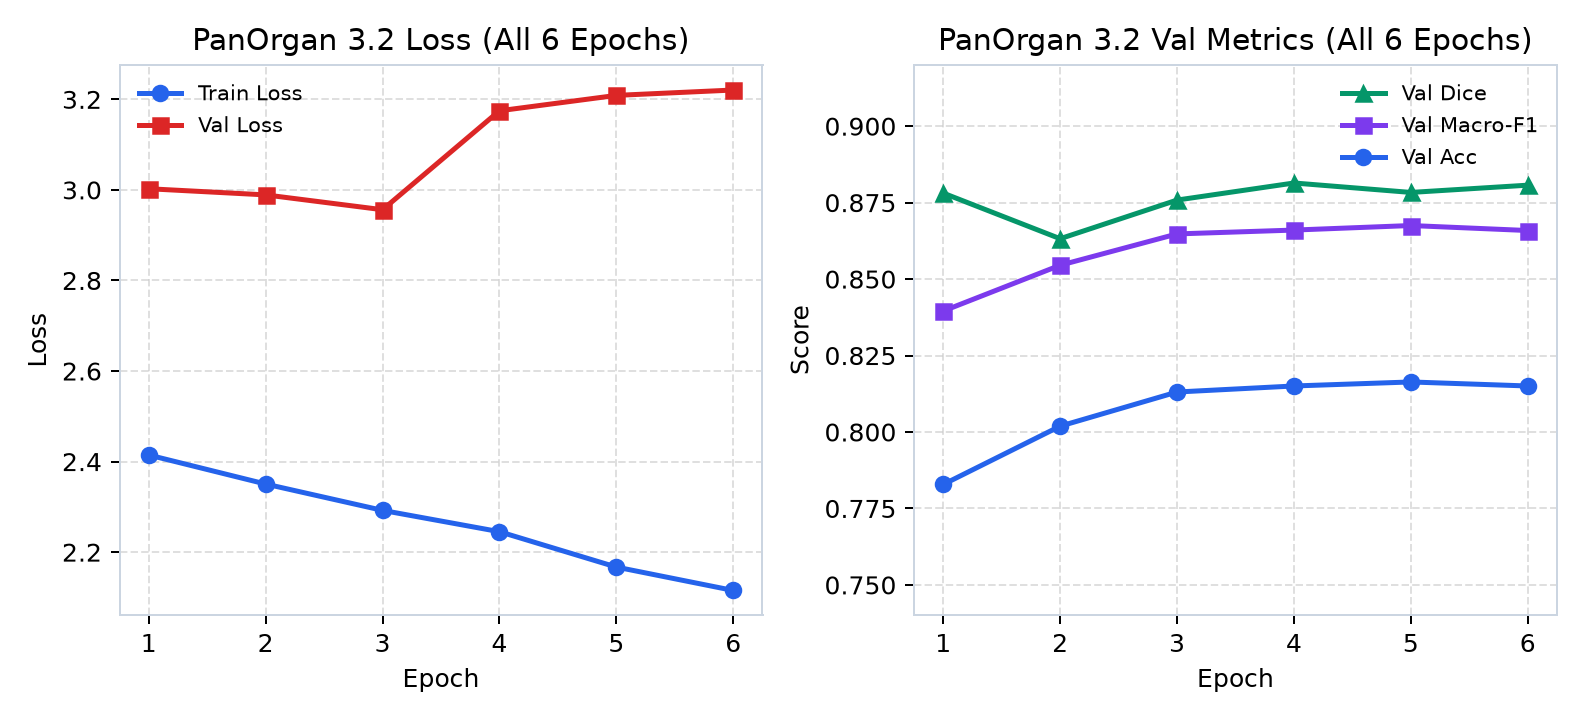 PanOrgan 3.2 Loss (All 6 Epochs)
Train Loss
Val Loss
3.2
3.0
2.8
2.6
2.4
2.2
Loss
1 2 3 4 5 6
Epoch
PanOrgan 3.2 Val Metrics (All 6 Epochs)
Val Dice
Val Macro-F1
Val Acc
0.900
0.875
0.850
0.825
0.800
0.775
0.750
Score
1 2 3 4 5 6
Epoch